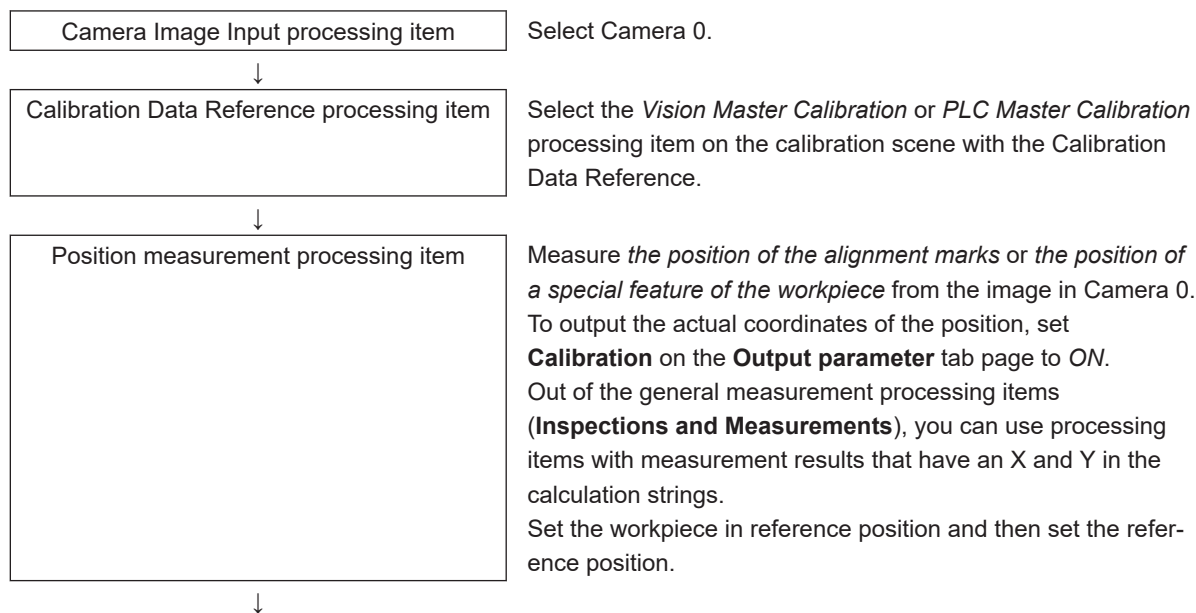 Camera Image Input processing item
Select Camera 0.
↓
Calibration Data Reference processing item
Select the Vision Master Calibration or PLC Master Calibration
processing item on the calibration scene with the Calibration
Data Reference.
↓
Position measurement processing item
Measure the position of the alignment marks or the position of
a special feature of the workpiece from the image in Camera 0.
To output the actual coordinates of the position, set
Calibration on the Output parameter tab page to ON.
Out of the general measurement processing items
(Inspections and Measurements), you can use processing
items with measurement results that have an X and Y in the
calculation strings.
Set the workpiece in reference position and then set the refer-
ence position.
↓